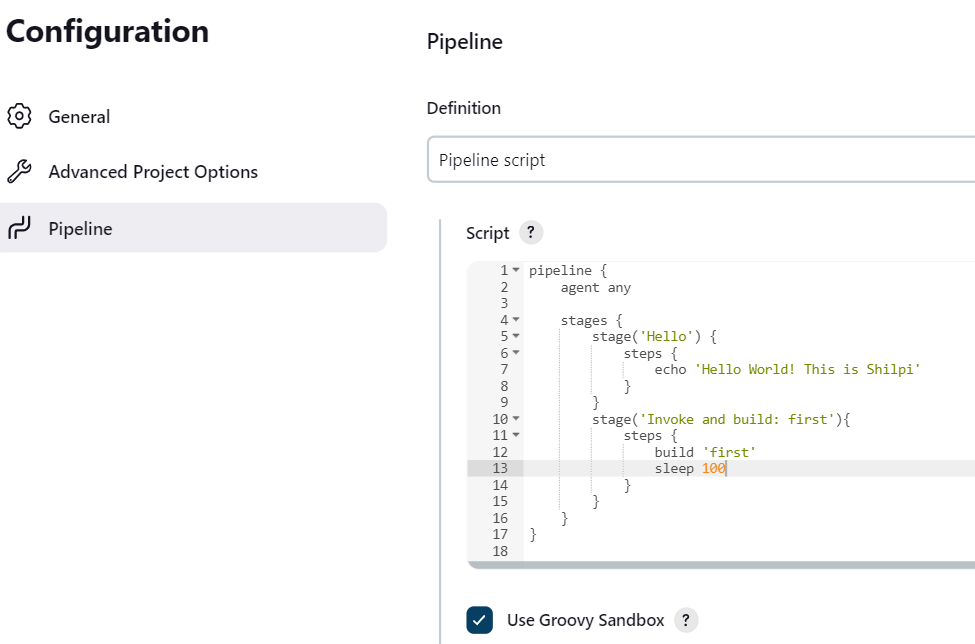 Configuration
General
Advanced Project Options
Pipeline
Pipeline
Definition
Pipeline script
Script ?
1 pipeline {
2     agent any
3
4     stages {
5         stage('Hello') {
6             steps {
7                 echo 'Hello World! This is Shilpi'
8             }
9         }
10         stage('Invoke and build: first'){
11             steps {
12                 build 'first'
13                 sleep 100
14             }
15         }
16     }
17 }
18
Use Groovy Sandbox ?